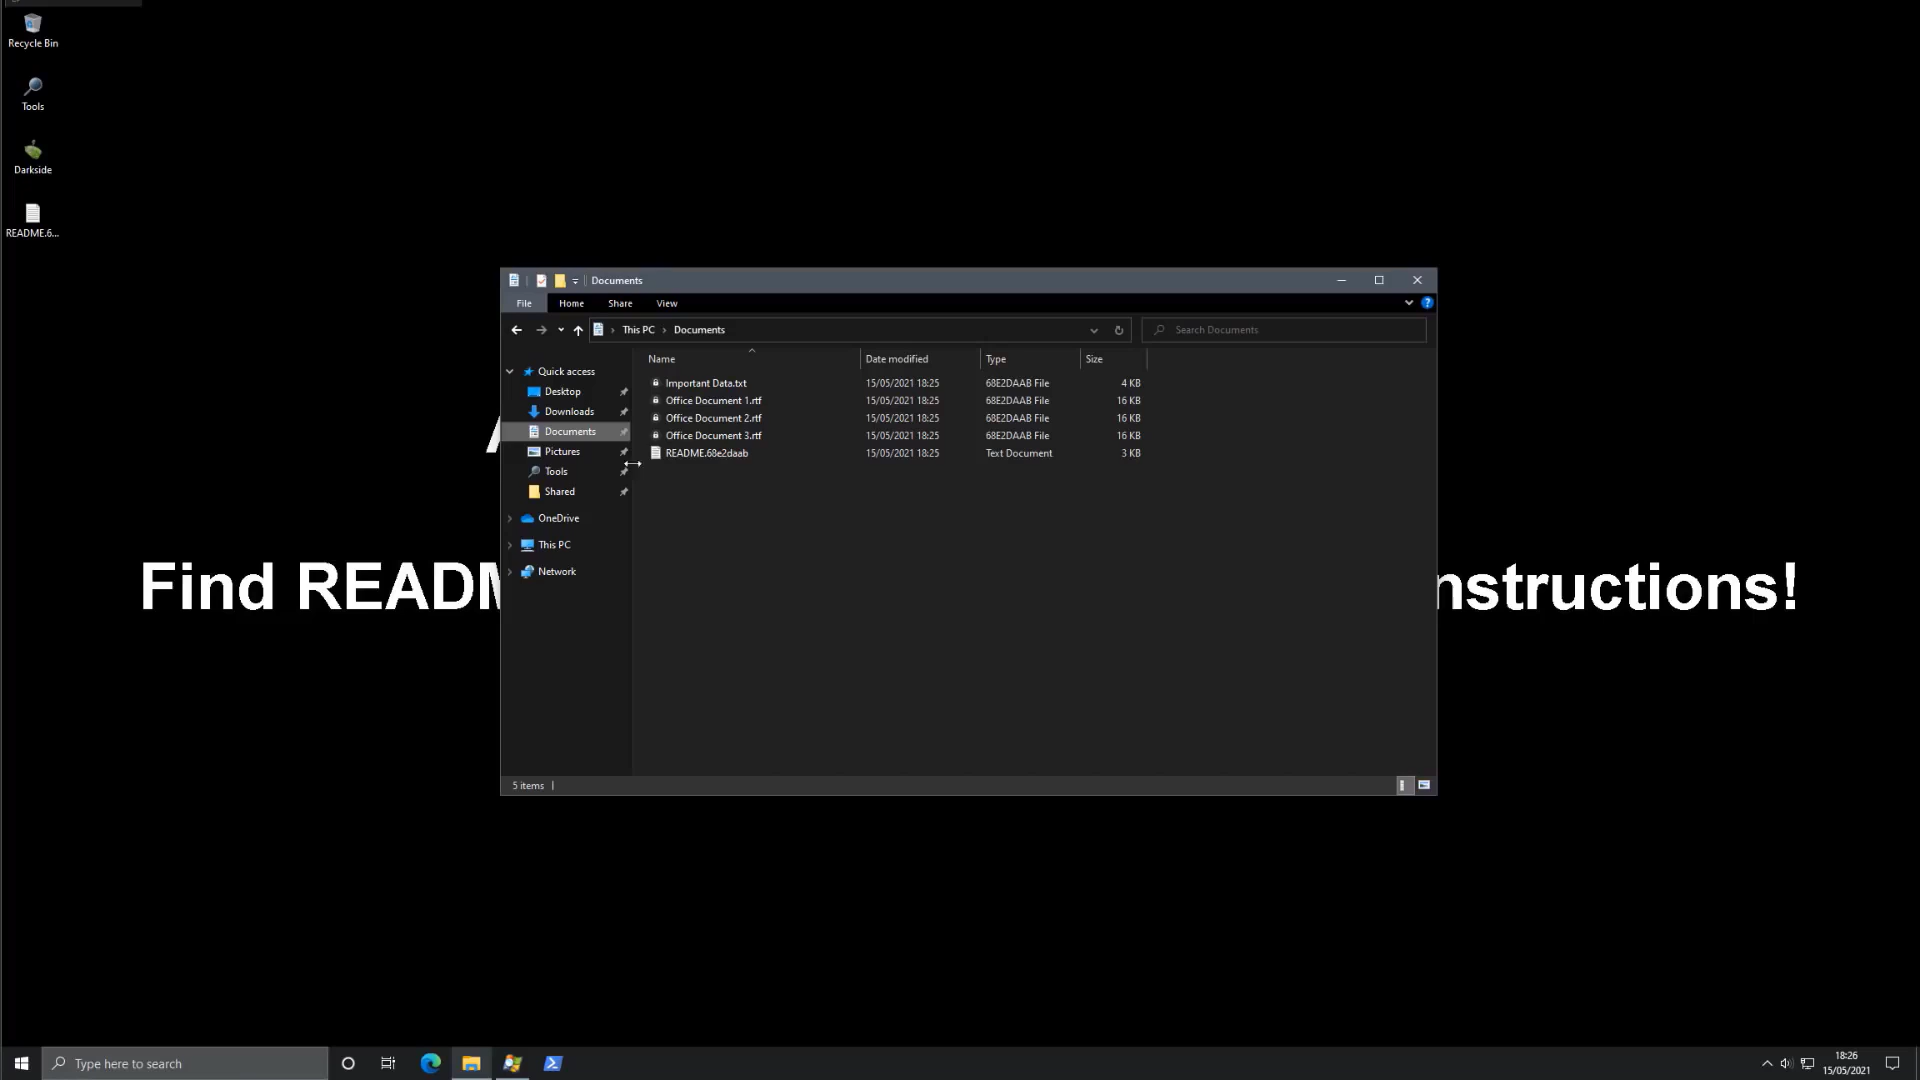 Recycle Bin
Tools
Darkside
README.6...
Documents
File Home Share View
This PC > Documents
Search Documents
Name Date modified Type Size
Quick access
Desktop
Downloads
Documents
Pictures
Tools
Shared
OneDrive
This PC
Network
Important Data.txt 15/05/2021 18:25 68E2DAAB File 4 KB
Office Document 1.rtf 15/05/2021 18:25 68E2DAAB File 16 KB
Office Document 2.rtf 15/05/2021 18:25 68E2DAAB File 16 KB
Office Document 3.rtf 15/05/2021 18:25 68E2DAAB File 16 KB
README.68e2daab 15/05/2021 18:25 Text Document 3 KB
A
Find READM nstructions!
5 items
Type here to search
18:26
15/05/2021